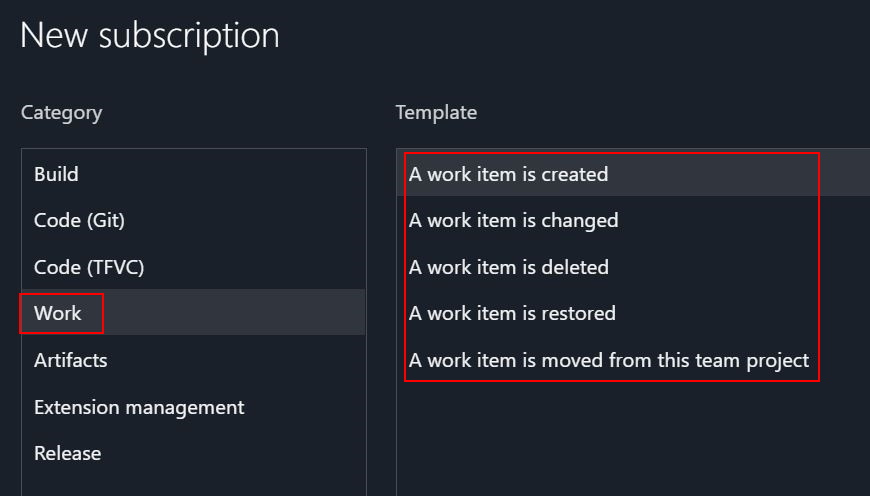 New subscription
Category
Build
Code (Git)
Code (TFVC)
Work
Artifacts
Extension management
Release
Template
A work item is created
A work item is changed
A work item is deleted
A work item is restored
A work item is moved from this team project